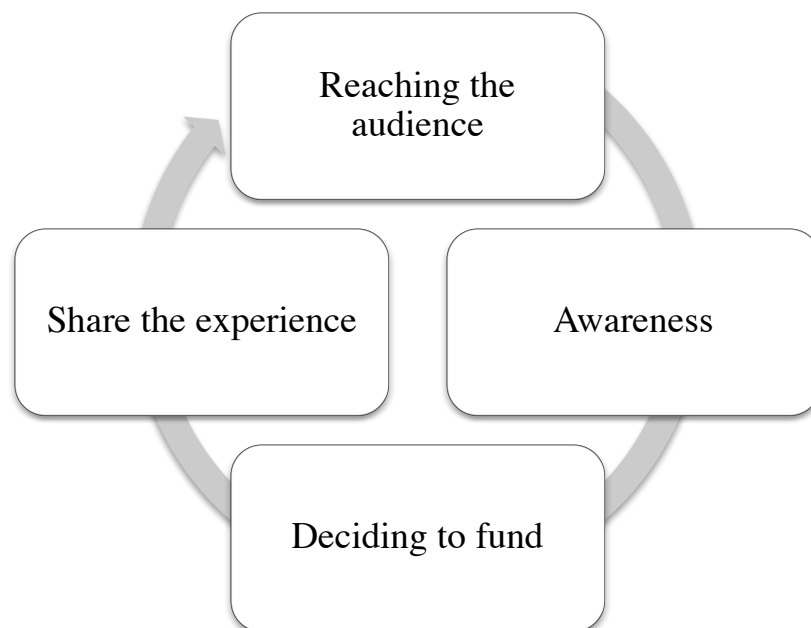 Reaching the
audience
Share the experience
Awareness
Deciding to fund